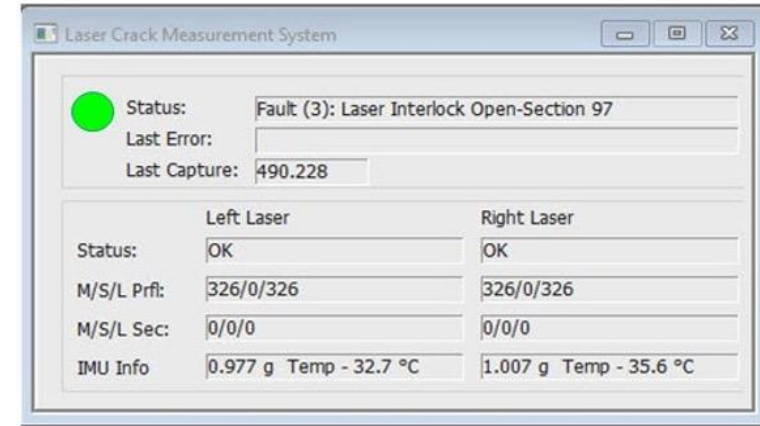 Laser Crack Measurement System
Status: Fault (3): Laser Interlock Open-Section 97
Last Error:
Last Capture: 490.228
Left Laser Right Laser
Status: OK OK
M/S/L Prfl: 326/0/326 326/0/326
M/S/L Sec: 0/0/0 0/0/0
IMU Info 0.977 g Temp - 32.7 °C 1.007 g Temp - 35.6 °C